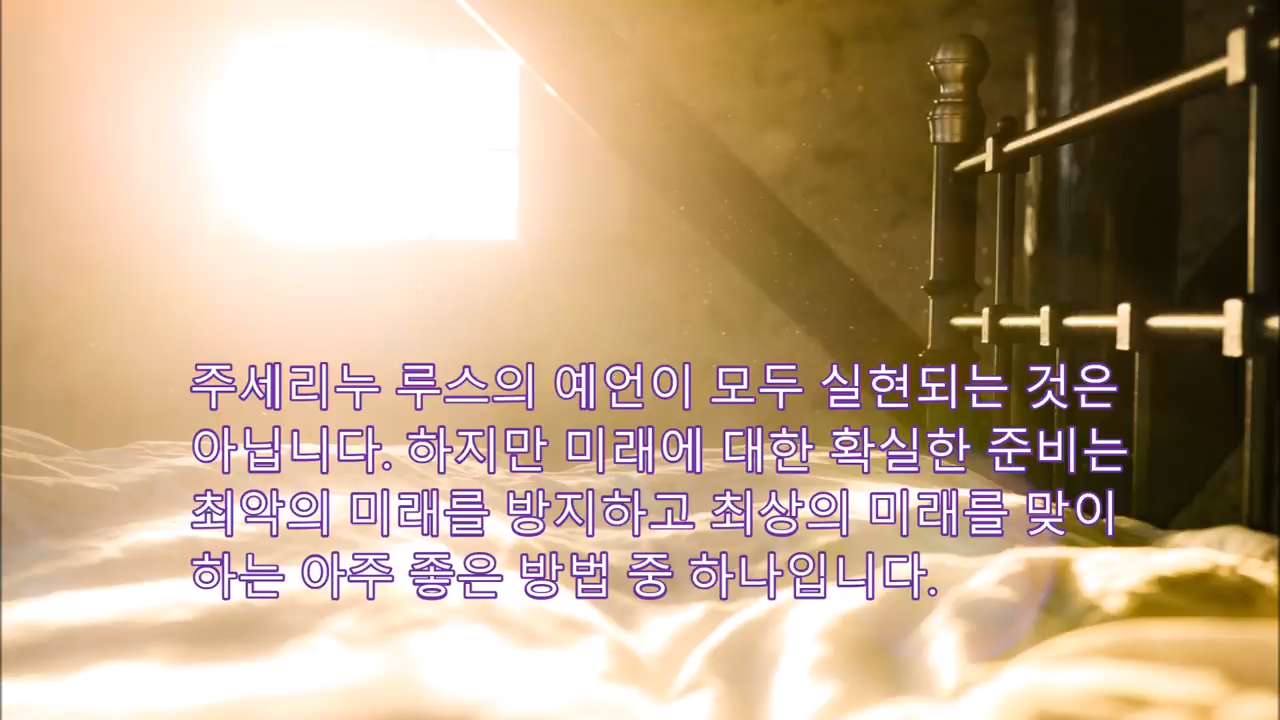 주세리누 루스의 예언이 모두 실현되는 것은
아닙니다. 하지만 미래에 대한 확실한 준비는
최악의 미래를 방지하고 최상의 미래를 맞이
하는 아주 좋은 방법 중 하나입니다.